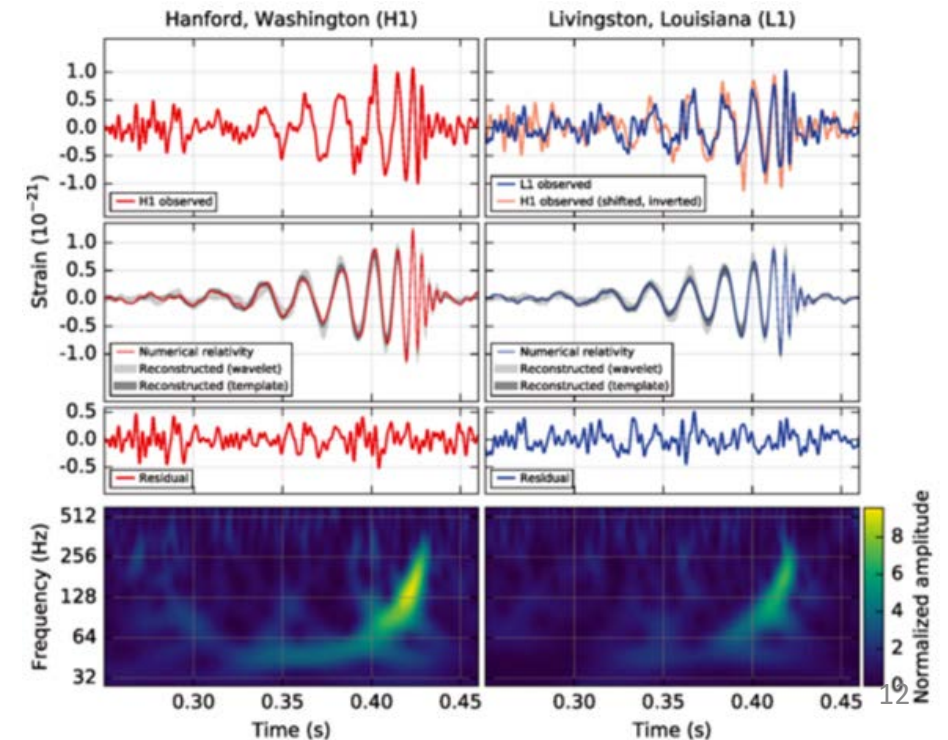 Hanford, Washington (H1)
Livingston, Louisiana (L1)
Strain (10⁻²¹)
1.0
0.5
0.0
-0.5
-1.0
H1 observed
L1 observed
H1 observed (shifted, inverted)
1.0
0.5
0.0
-0.5
-1.0
Numerical relativity
Reconstructed (wavelet)
Reconstructed (template)
Numerical relativity
Reconstructed (wavelet)
Reconstructed (template)
0.5
0.0
-0.5
Residual
Residual
Frequency (Hz)
512
256
128
64
32
0.30 0.35 0.40 0.45
0.30 0.35 0.40 0.45
Time (s)
Time (s)
8
6
4
2
0
Normalized amplitude
12